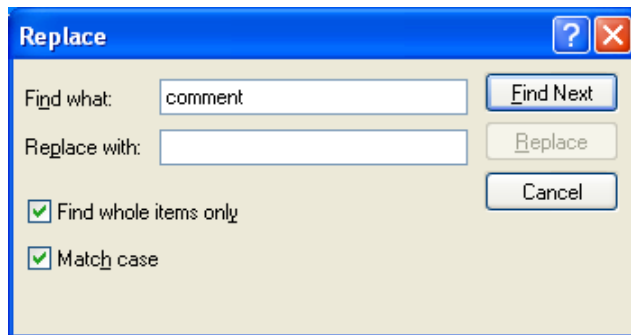 Replace
?
Find what: comment Find Next
Replace with: Replace
Cancel
Find whole items only
Match case